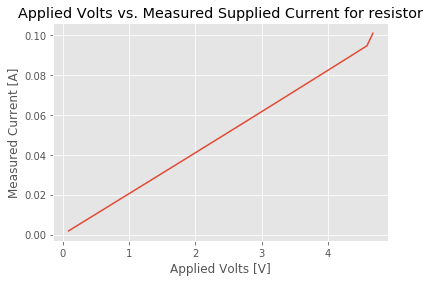 Applied Volts vs. Measured Supplied Current for resistor
0.10
0.08
0.06
0.04
0.02
0.00
Measured Current [A]
0 1 2 3 4
Applied Volts [V]